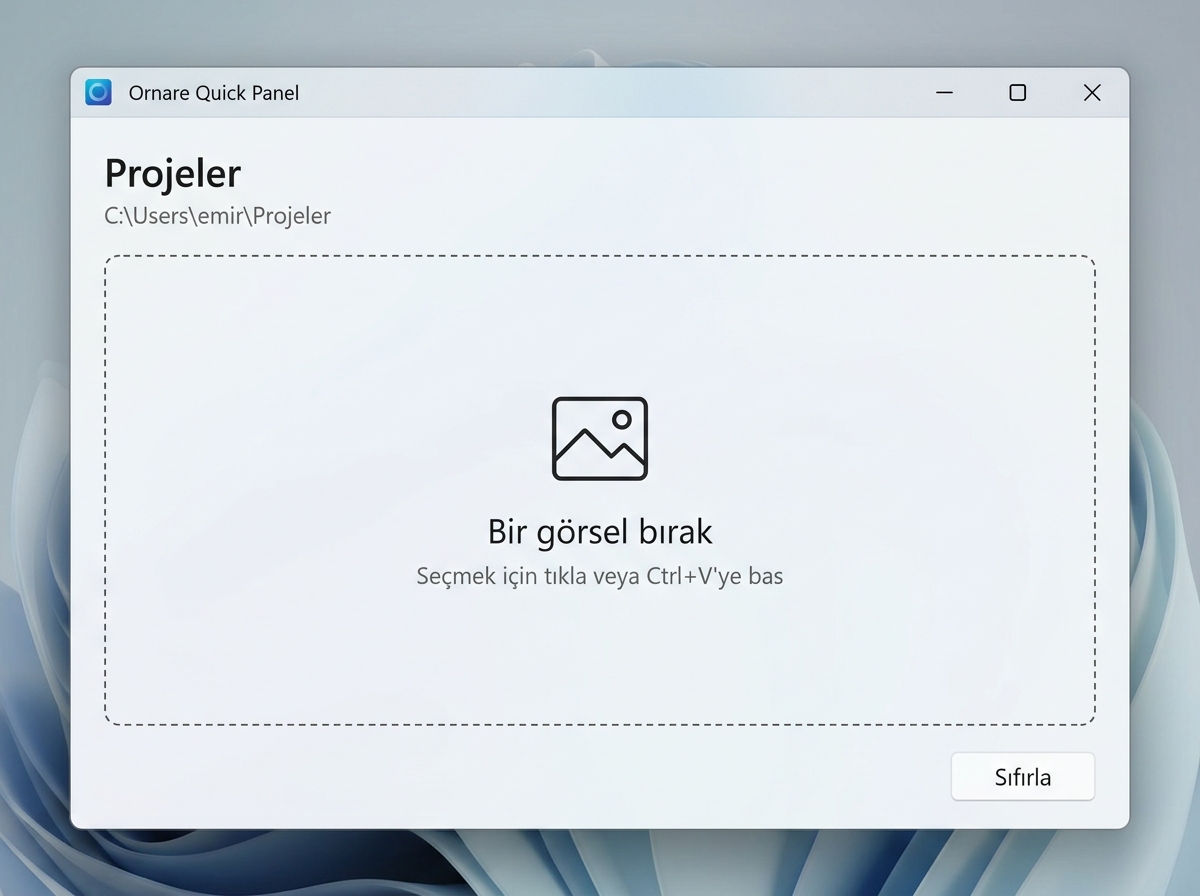 Ornare Quick Panel
Projeler
C:\Users\emir\Projeler
Bir görsel bırak
Seçmek için tıkla veya Ctrl+V'ye bas
Sıfırla